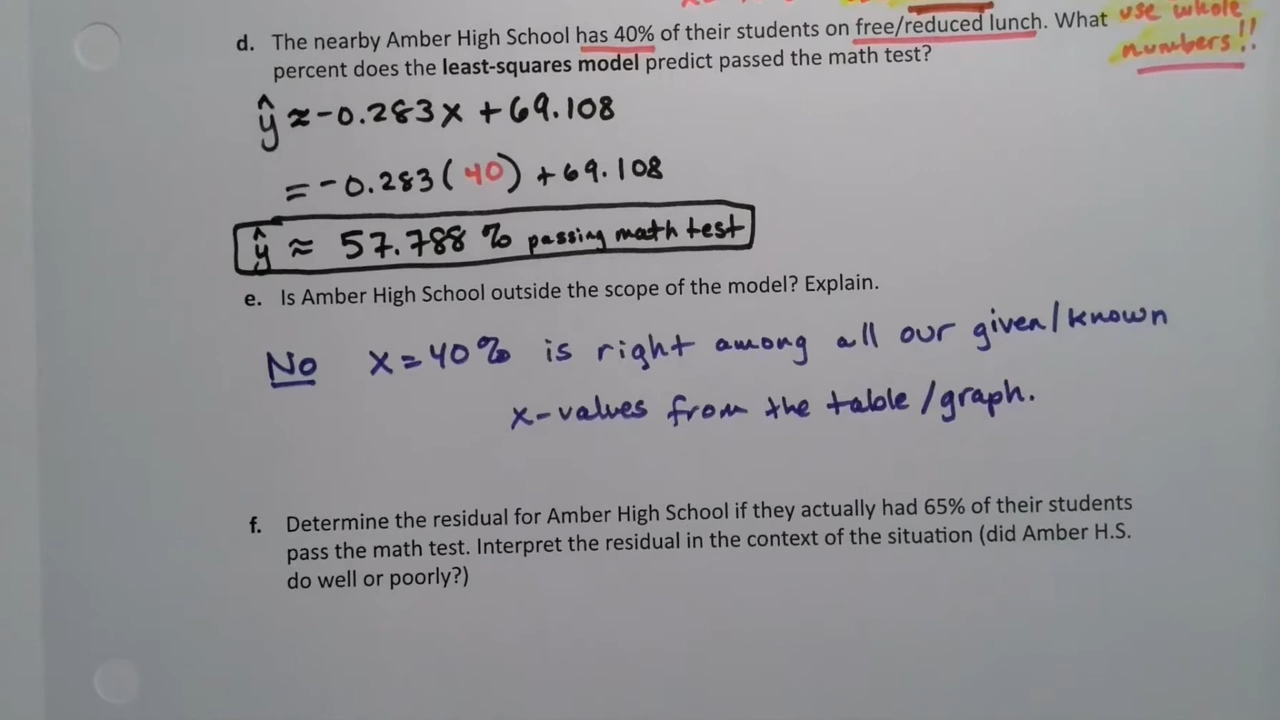 d. The nearby Amber High School has 40% of their students on free/reduced lunch. What
use whole
numbers!!
percent does the least-squares model predict passed the math test?
ŷ ≈ -0.283x + 69.108
= -0.283(40) + 69.108
ŷ ≈ 57.788 % passing math test
e. Is Amber High School outside the scope of the model? Explain.
No x = 40% is right among all our given/known
x-values from the table/graph.
f. Determine the residual for Amber High School if they actually had 65% of their students
pass the math test. Interpret the residual in the context of the situation (did Amber H.S.
do well or poorly?)